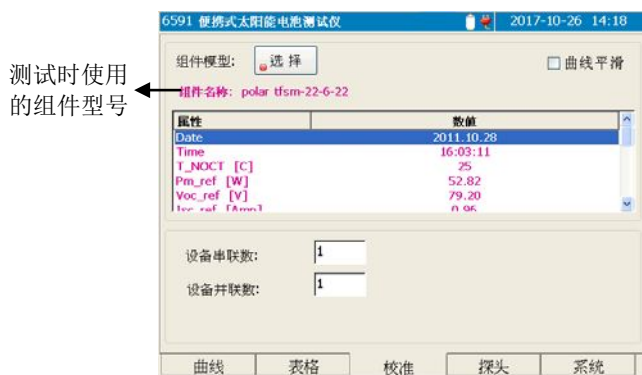 6591 便携式太阳能电池测试仪 2017-10-26 14:18
组件模型: 选 择 曲线平滑
测试时使用
的组件型号
组件名称: polar tfsm-22-6-22
属性 数值
Date 2011.10.28
Time 16:03:11
T_NOCT [C] 25
Pm_ref [W] 52.82
Voc_ref [V] 79.20
Isc_ref [Amp] 0.96
设备串联数: 1
设备并联数: 1
曲线 表格 校准 探头 系统